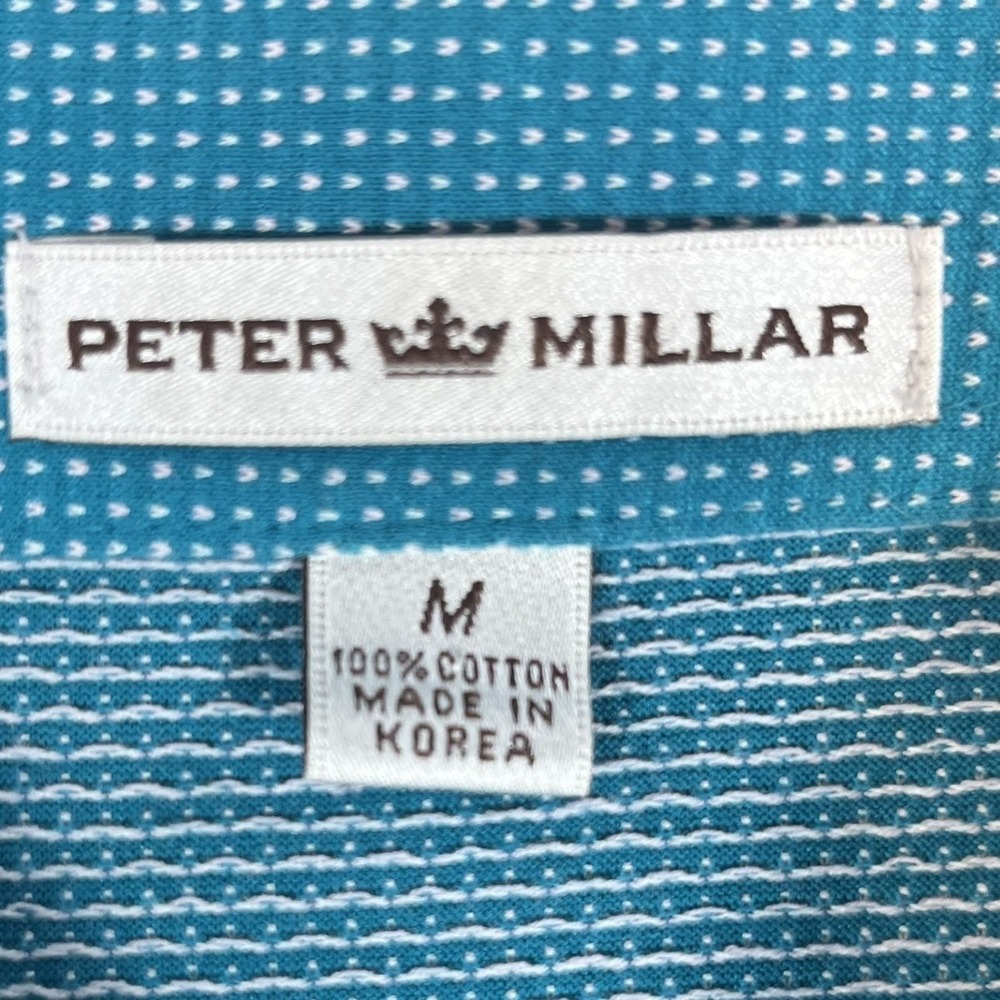 PETER MILLAR
M
100% COTTON
MADE IN
KOREA